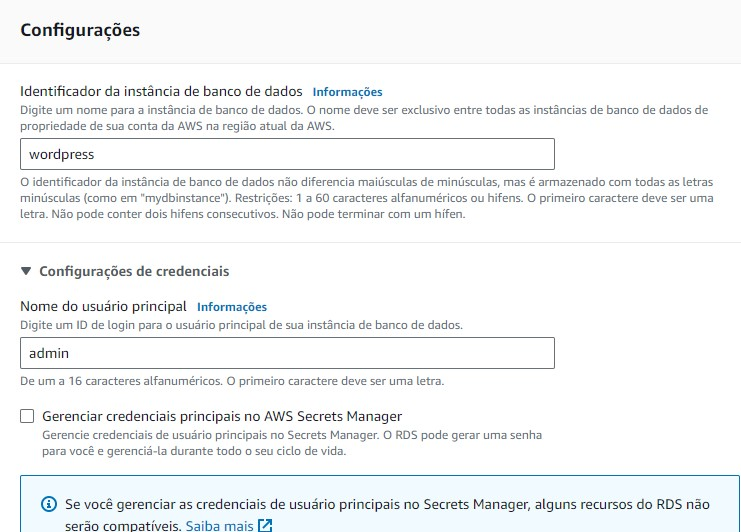 Configurações
Identificador da instância de banco de dados Informações
Digite um nome para a instância de banco de dados. O nome deve ser exclusivo entre todas as instâncias de banco de dados de
propriedade de sua conta da AWS na região atual da AWS.
wordpress
O identificador da instância de banco de dados não diferencia maiúsculas de minúsculas, mas é armazenado com todas as letras
minúsculas (como em "mydbinstance"). Restrições: 1 a 60 caracteres alfanuméricos ou hifens. O primeiro caractere deve ser uma
letra. Não pode conter dois hifens consecutivos. Não pode terminar com um hífen.
Configurações de credenciais
Nome do usuário principal Informações
Digite um ID de login para o usuário principal de sua instância de banco de dados.
admin
De um a 16 caracteres alfanuméricos. O primeiro caractere deve ser uma letra.
Gerenciar credenciais principais no AWS Secrets Manager
Gerencie credenciais de usuário principais no Secrets Manager. O RDS pode gerar uma senha
para você e gerenciá-la durante todo o seu ciclo de vida.
Se você gerenciar as credenciais de usuário principais no Secrets Manager, alguns recursos do RDS não
serão compatíveis. Saiba mais